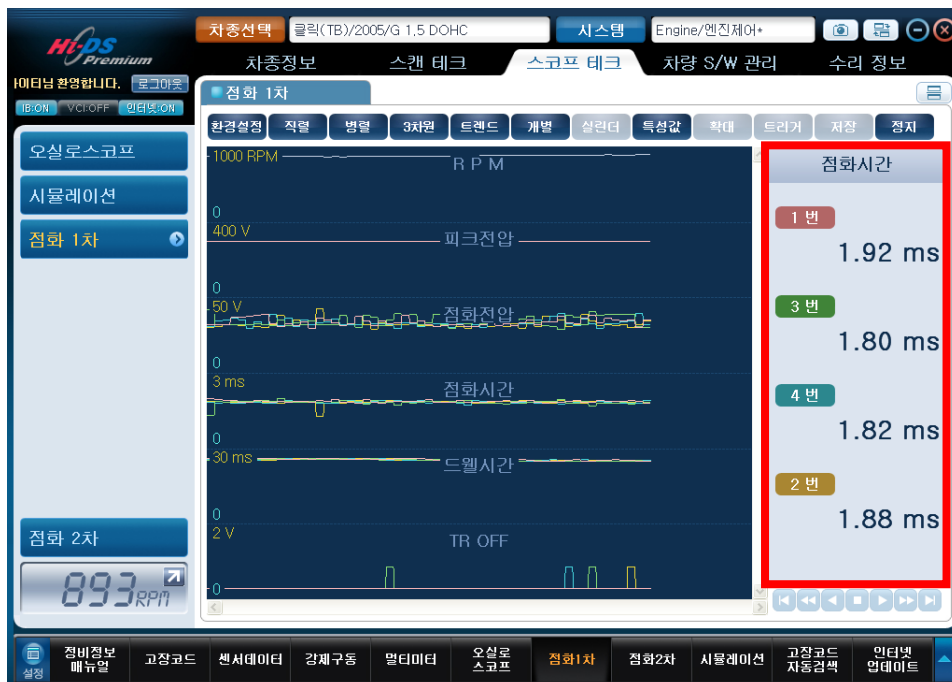 Hi-DS Premium
차종선택 클릭(TB)/2005/G 1,5 DOHC 시스템 Engine/엔진제어*
차종정보 스캔 테크 스코프 테크 차량 S/W 관리 수리 정보
이티님 환영합니다. 로그아웃
IB:ON VCI:OFF 인터넷:ON
점화 1차
환경설정 직렬 병렬 3차원 트렌드 개별 실린더 특성값 확대 트리거 저장 정지
오실로스코프
시뮬레이션
점화 1차
점화 2차
893 RPM
1000 RPM
R P M
0
400 V
피크전압
0
50 V
점화전압
0
3 ms
점화시간
0
30 ms
드웰시간
0
2 V
TR OFF
0
점화시간
1 번
1.92 ms
3 번
1.80 ms
4 번
1.82 ms
2 번
1.88 ms
설정
정비정보 매뉴얼
고장코드
센서데이터
강제구동
멀티미터
오실로 스코프
점화1차
점화2차
시뮬레이션
고장코드 자동검색
인터넷 업데이트